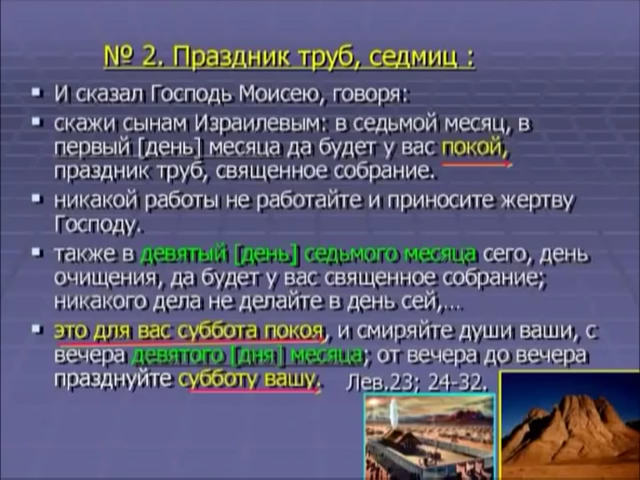 № 2. Праздник труб, седмиц :
И сказал Господь Моисею, говоря:
скажи сынам Израилевым: в седьмой месяц, в
первый [день] месяца да будет у вас покой,
праздник труб, священное собрание.
никакой работы не работайте и приносите жертву
Господу.
также в девятый [день] седьмого месяца сего, день
очищения, да будет у вас священное собрание;
никакого дела не делайте в день сей,…
это для вас суббота покоя, и смиряйте души ваши, с
вечера девятого [дня] месяца; от вечера до вечера
празднуйте субботу вашу. Лев.23; 24-32.